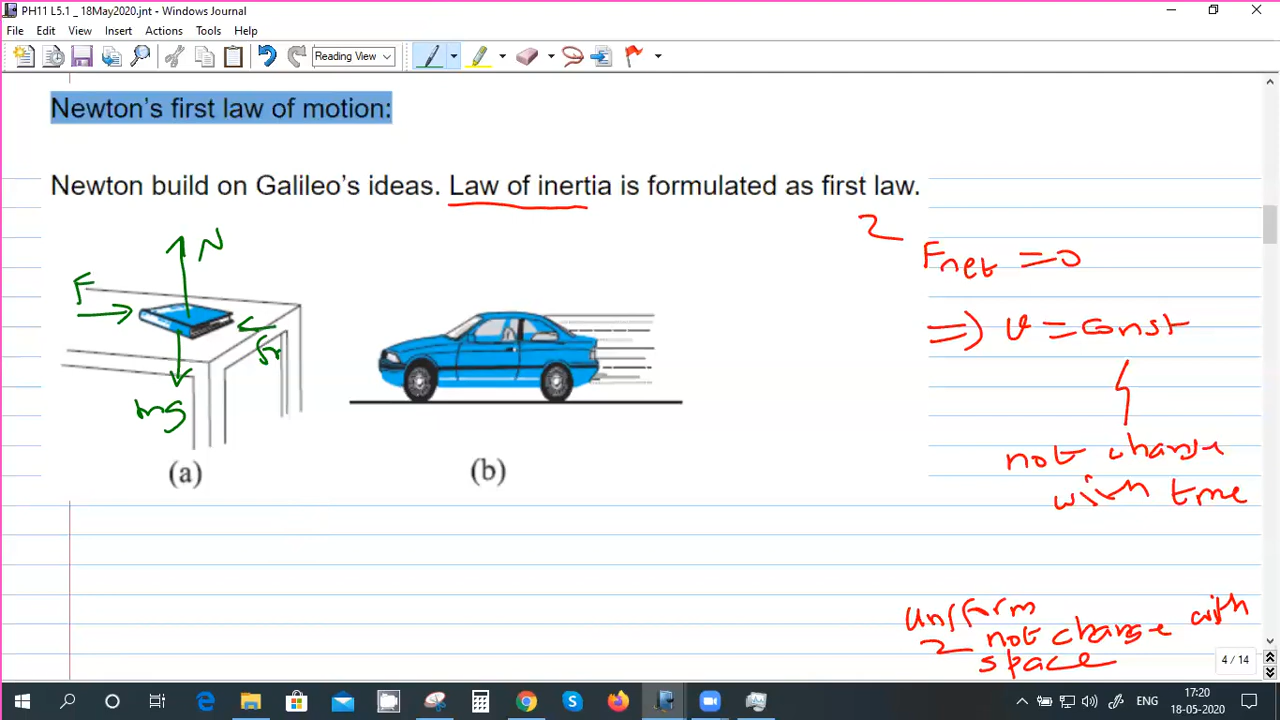 PH11 L5.1 _ 18May2020.jnt - Windows Journal
File Edit View Insert Actions Tools Help
Reading View
Newton's first law of motion:
Newton build on Galileo's ideas. Law of inertia is formulated as first law.
N
F
fr
mg
(a)
(b)
Fnet = 0
=) v = const
not change
with time
uniform
not change with
space
4 / 14
ENG
17:20
18-05-2020